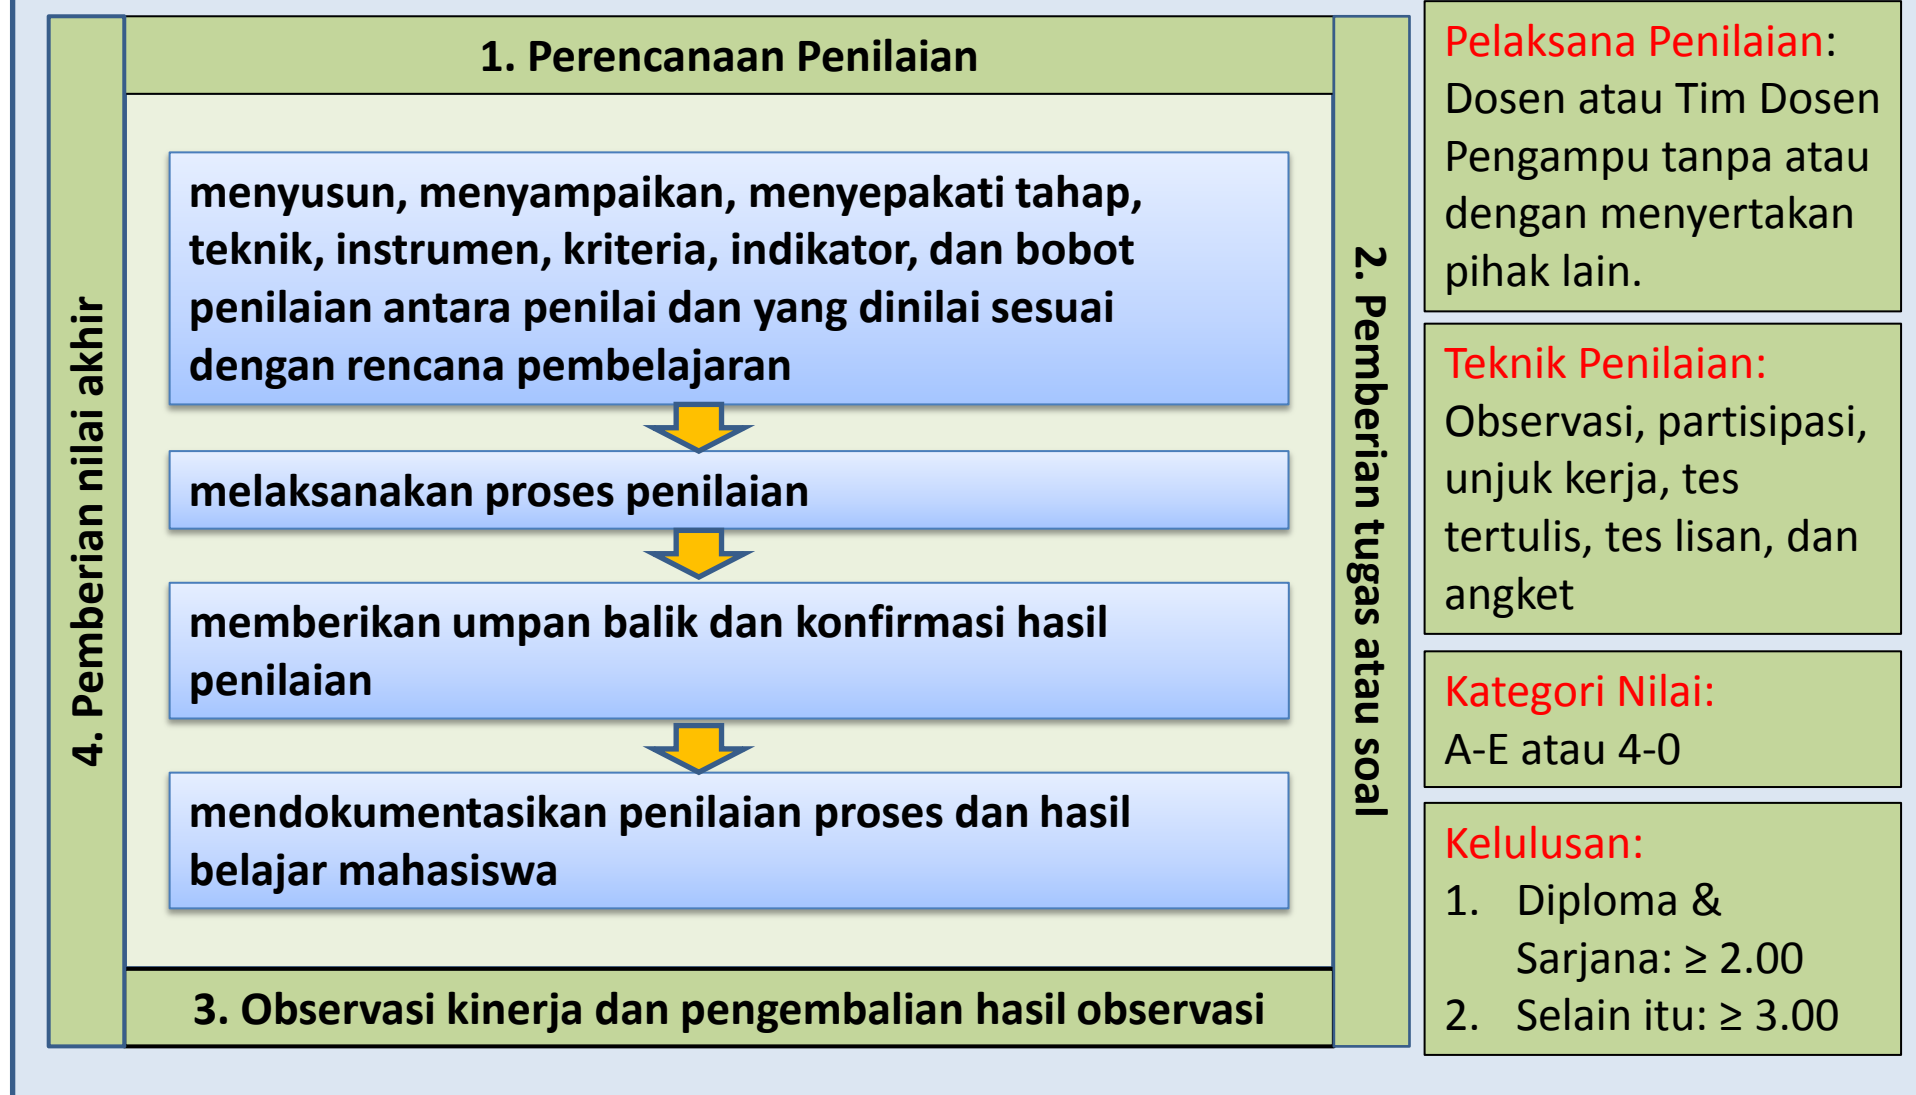 1. Perencanaan Penilaian
menyusun, menyampaikan, menyepakati tahap,
teknik, instrumen, kriteria, indikator, dan bobot
penilaian antara penilai dan yang dinilai sesuai
dengan rencana pembelajaran
melaksanakan proses penilaian
memberikan umpan balik dan konfirmasi hasil
penilaian
mendokumentasikan penilaian proses dan hasil
belajar mahasiswa
2. Pemberian tugas atau soal
3. Observasi kinerja dan pengembalian hasil observasi
4. Pemberian nilai akhir
Pelaksana Penilaian:
Dosen atau Tim Dosen
Pengampu tanpa atau
dengan menyertakan
pihak lain.
Teknik Penilaian:
Observasi, partisipasi,
unjuk kerja, tes
tertulis, tes lisan, dan
angket
Kategori Nilai:
A-E atau 4-0
Kelulusan:
1. Diploma &
Sarjana: ≥ 2.00
2. Selain itu: ≥ 3.00